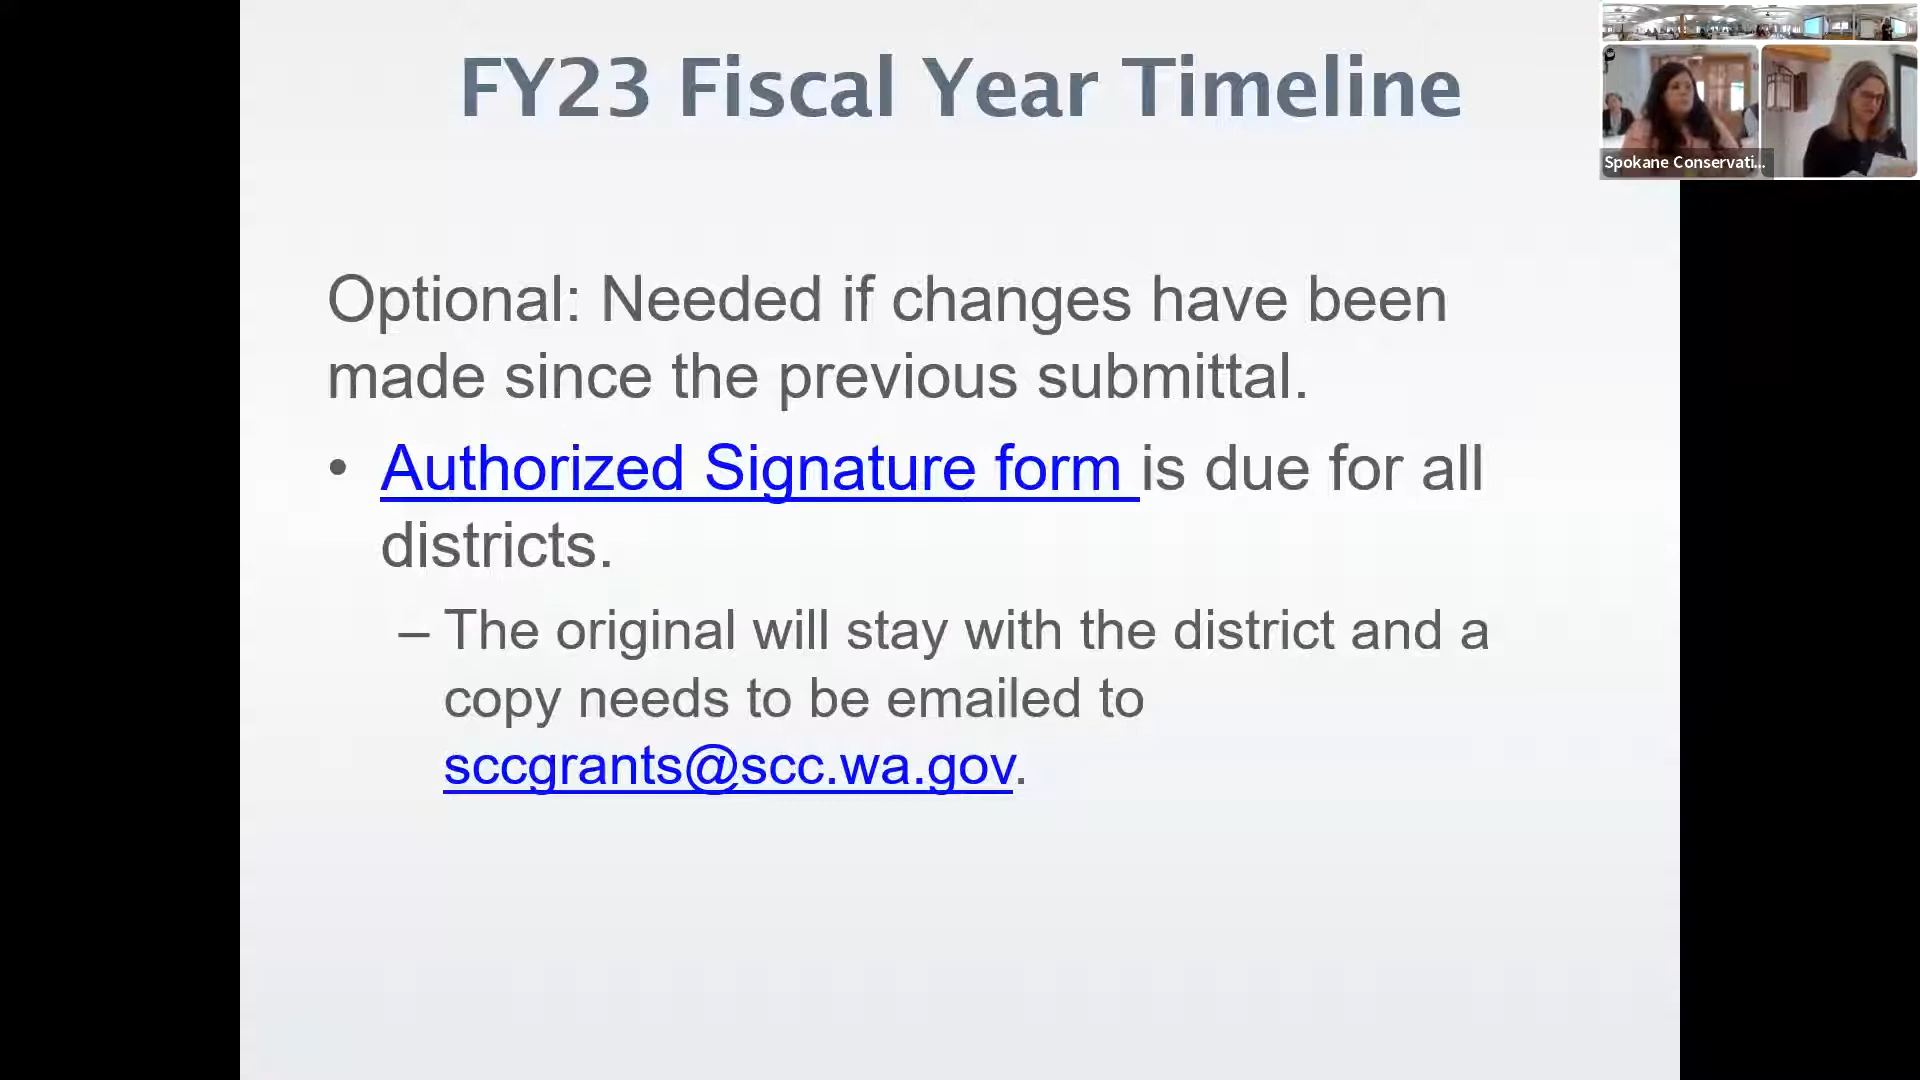 FY23 Fiscal Year Timeline
Spokane Conservati...
Optional: Needed if changes have been
made since the previous submittal.
• Authorized Signature form is due for all
districts.
– The original will stay with the district and a
copy needs to be emailed to
sccgrants@scc.wa.gov.